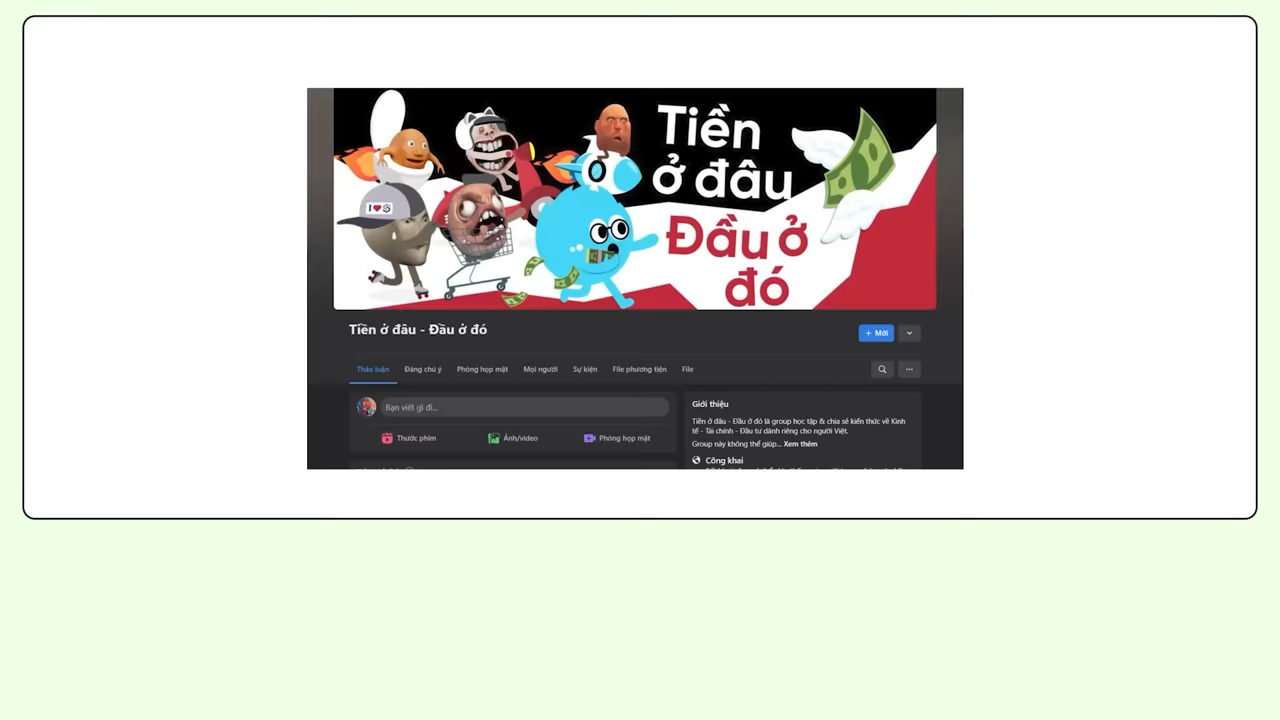 Tiền
ở đâu
Đầu ở
đó
I ♥
Tiền ở đâu - Đầu ở đó
+ Mời
Thảo luận Đáng chú ý Phòng họp mặt Mọi người Sự kiện File phương tiện File
Bạn viết gì đi...
Thước phim Ảnh/video Phòng họp mặt
Giới thiệu
Tiền ở đâu - Đầu ở đó là group học tập & chia sẻ kiến thức về Kinh
tế - Tài chính - Đầu tư dành riêng cho người Việt.
Group này không thể giúp... Xem thêm
Công khai